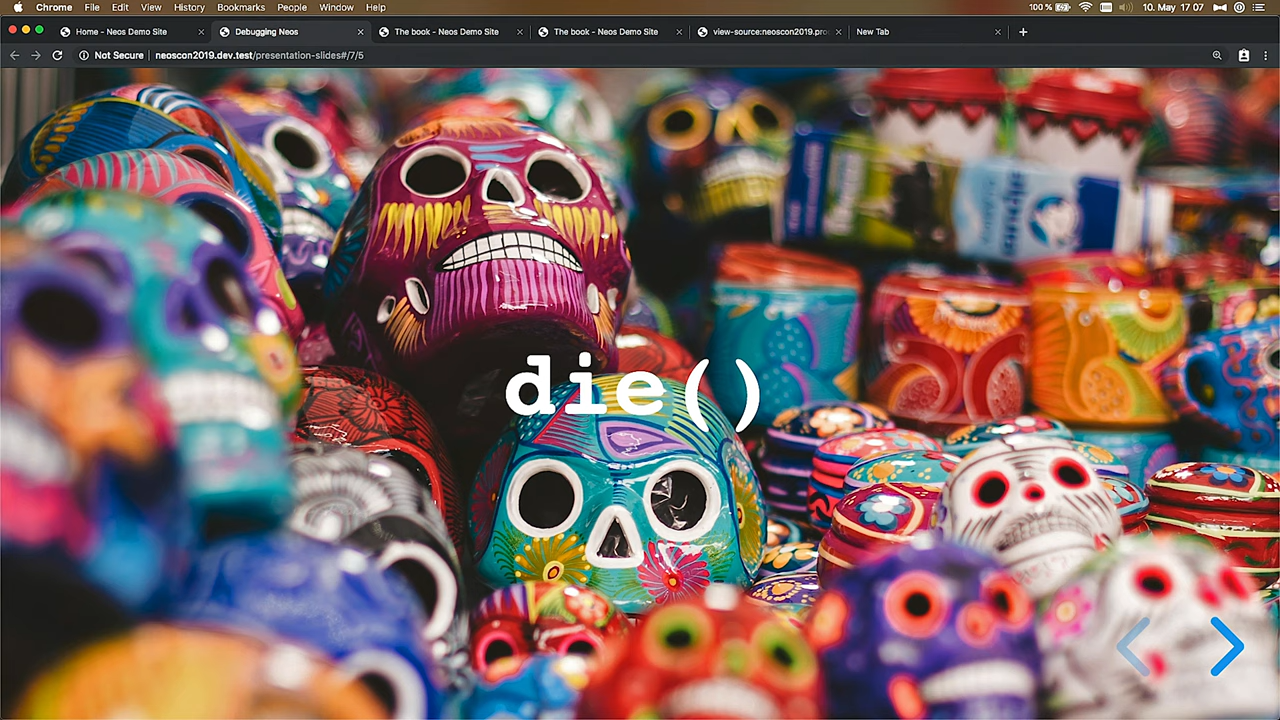 Chrome File Edit View History Bookmarks People Window Help 100 % 10. May 17 07
Home - Neos Demo Site Debugging Neos The book - Neos Demo Site The book - Neos Demo Site view-source:neoscon2019.pro New Tab
Not Secure neoscon2019.dev.test/presentation-slides#/7/5
die()